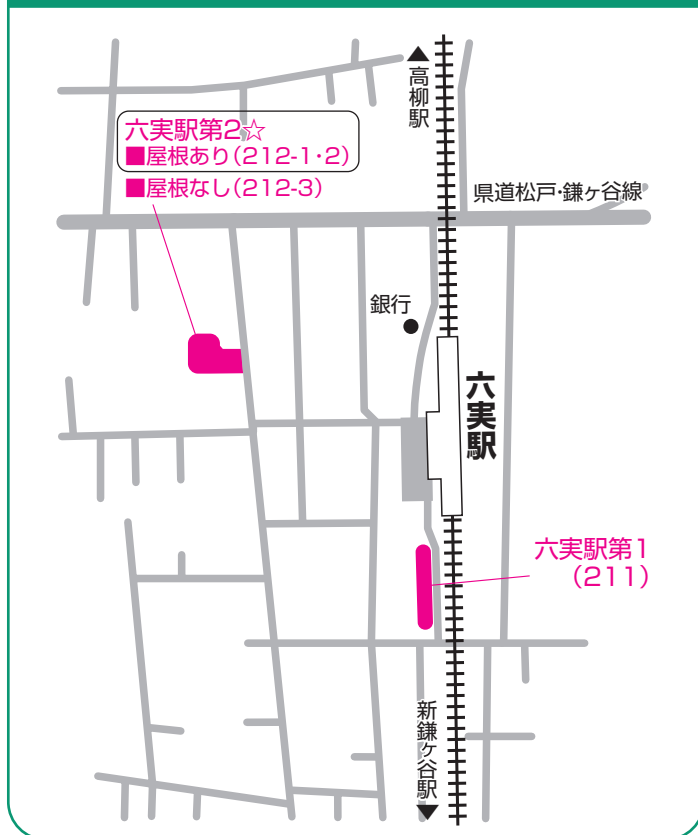 ▲高柳駅
六実駅第2☆
■屋根あり(212-1・2)
■屋根なし(212-3)
県道松戸・鎌ヶ谷線
銀行
六実駅
六実駅第1
(211)
新鎌ヶ谷駅▼